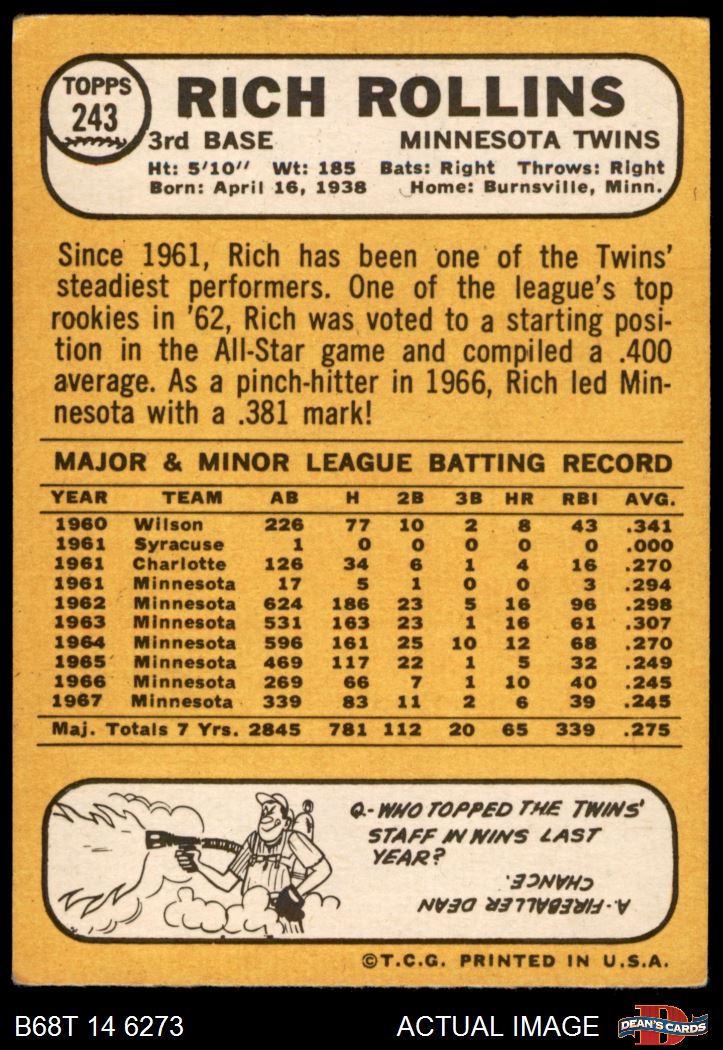 TOPPS
243
RICH ROLLINS
3rd BASE MINNESOTA TWINS
Ht: 5'10" Wt: 185 Bats: Right Throws: Right
Born: April 16, 1938 Home: Burnsville, Minn.
Since 1961, Rich has been one of the Twins'
steadiest performers. One of the league's top
rookies in '62, Rich was voted to a starting posi-
tion in the All-Star game and compiled a .400
average. As a pinch-hitter in 1966, Rich led Min-
nesota with a .381 mark!
MAJOR & MINOR LEAGUE BATTING RECORD
YEAR TEAM AB H 2B 3B HR RBI AVG.
1960 Wilson 226 77 10 2 8 43 .341
1961 Syracuse 1 0 0 0 0 0 .000
1961 Charlotte 126 34 6 1 4 16 .270
1961 Minnesota 17 5 1 0 0 3 .294
1962 Minnesota 624 186 23 5 16 96 .298
1963 Minnesota 531 163 23 1 16 61 .307
1964 Minnesota 596 161 25 10 12 68 .270
1965 Minnesota 469 117 22 1 5 32 .249
1966 Minnesota 269 66 7 1 10 40 .245
1967 Minnesota 339 83 11 2 6 39 .245
Maj. Totals 7 Yrs. 2845 781 112 20 65 339 .275
Q-WHO TOPPED THE TWINS'
STAFF IN WINS LAST
YEAR?
A-FIREBALLER DEAN
CHANCE.
©T.C.G. PRINTED IN U.S.A.
B68T 14 6273 ACTUAL IMAGE DEAN'S CARDS